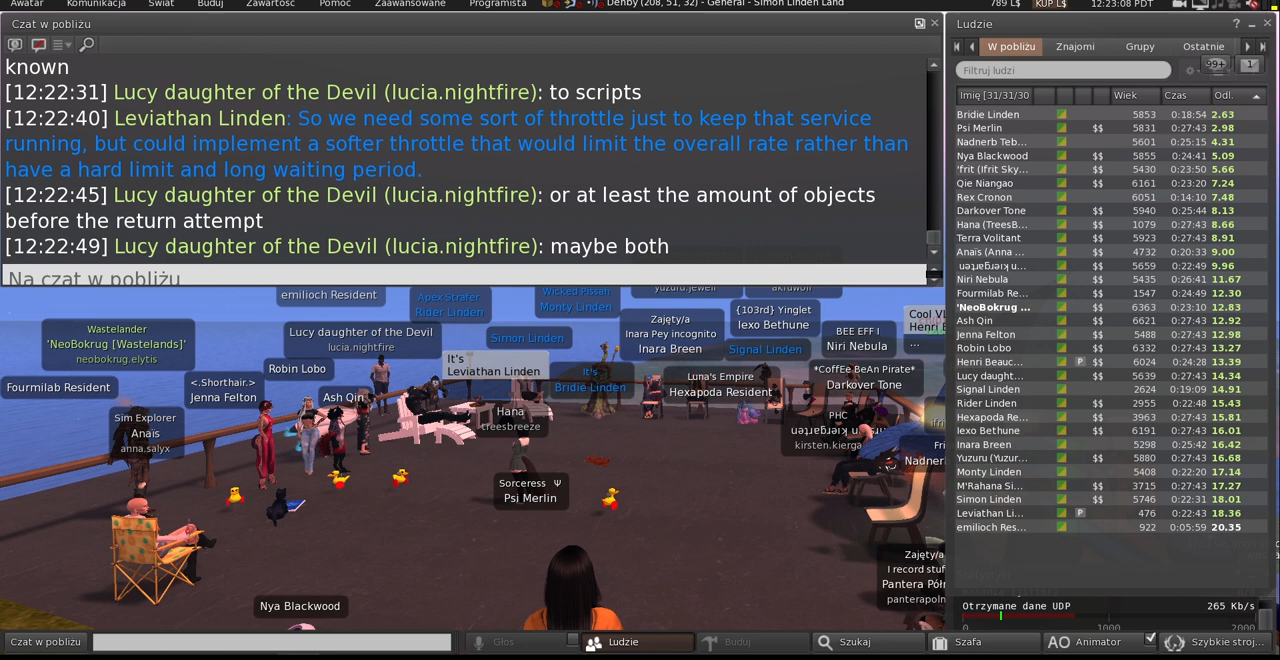 Awatar Komunikacja Świat Buduj Zawartość Pomoc Zaawansowane Programista Denby (208, 51, 32) - General - Simon Linden Land 789 L$ KUP L$ 12:23:08 PDT
Czat w pobliżu
known
[12:22:31] Lucy daughter of the Devil (lucia.nightfire): to scripts
[12:22:40] Leviathan Linden: So we need some sort of throttle just to keep that service
running, but could implement a softer throttle that would limit the overall rate rather than
have a hard limit and long waiting period.
[12:22:45] Lucy daughter of the Devil (lucia.nightfire): or at least the amount of objects
before the return attempt
[12:22:49] Lucy daughter of the Devil (lucia.nightfire): maybe both
Na czat w pobliżu
emilioch Resident
Apex Strafer
Rider Linden
Wicked Pissah
Monty Linden
yuzuru.jewell
{103rd} Yinglet
Iexo Bethune
Cool VL
Henri B
...
Wastelander
'NeoBokrug [Wastelands]'
neobokrug.elytis
Lucy daughter of the Devil
lucia.nightfire
Simon Linden
Zajęty/a
Inara Pey incognito
Inara Breen
Signal Linden
BEE EFF I
Niri Nebula
Robin Lobo
It's
Leviathan Linden
It's
Bridie Linden
Luna's Empire
Hexapoda Resident
*CoffEe BeAn Pirate*
Darkover Tone
Fourmilab Resident
<.Shorthair.>
Jenna Felton
Ash Qin
Hana
treesbreeze
Sim Explorer
Anaïs
anna.salyx
PHC
kirsten.kierga
Fri
Nadner
Sorceress Ψ
Psi Merlin
Zajęty/a
I record stuf
Pantera Półn
panterapoln
Nya Blackwood
Ludzie
W pobliżu Znajomi Grupy Ostatnie
Filtruj ludzi 99+ 1
Imię [31/31/30 Wiek Czas Odl.
Bridie Linden 5853 0:18:54 2.63
Psi Merlin $$ 5831 0:27:43 2.98
Nadnerb Teb... 5601 0:25:15 4.31
Nya Blackwood $$ 5855 0:24:41 5.09
'frit (Ifrit Sky... $$ 5430 0:23:50 5.66
Qie Niangao $$ 6161 0:23:20 7.24
Rex Cronon 6051 0:14:10 7.48
Darkover Tone $$ 5940 0:25:44 8.13
Hana (TreesB... $$ 1079 0:27:43 8.66
Terra Volitant $$ 5923 0:27:43 8.91
Anaïs (Anna ... $$ 4732 0:20:33 9.00
$$ 5659 0:22:49 9.96
Niri Nebula $$ 5435 0:26:41 11.67
Fourmilab Re... $$ 1547 0:24:49 12.30
'NeoBokrug ... $$ 6363 0:23:10 12.83
Ash Qin $$ 6621 0:27:43 12.92
Jenna Felton $$ 5488 0:27:43 12.98
Robin Lobo $$ 6332 0:27:43 13.27
Henri Beauc... P 6024 0:24:28 13.39
Lucy daught... $$ 5639 0:27:43 14.34
Signal Linden 2624 0:19:09 14.91
Rider Linden $$ 2955 0:22:48 15.43
Hexapoda Re... $$ 3963 0:27:43 15.81
Iexo Bethune $$ 6191 0:27:43 16.01
Inara Breen 5298 0:25:42 16.42
Yuzuru (Yuzur... $$ 5880 0:27:43 16.68
Monty Linden 5408 0:22:20 17.14
M'Rahana Si... $$ 3715 0:27:43 17.27
Simon Linden $$ 5746 0:22:31 18.01
Leviathan Li... P 476 0:22:43 18.36
emilioch Res... 922 0:05:59 20.35
Otrzymane dane UDP 265 Kb/s
0 1000 2000
Czat w pobliżu Głos Ludzie Buduj Szukaj Szafa AO Animator Szybkie stroj...